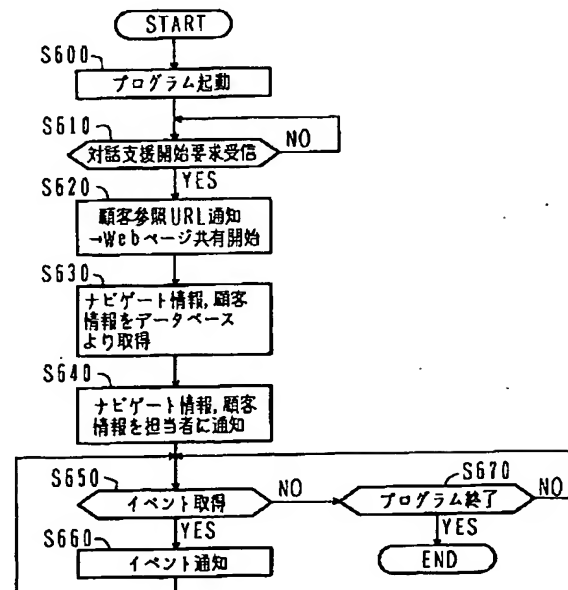 START
S600
プログラム起動
S610
対話支援開始要求受信
NO
YES
S620
顧客参照URL通知
→Webページ共有開始
S630
ナビゲート情報,顧客
情報をデータベース
より取得
S640
ナビゲート情報,顧客
情報を担当者に通知
S650
イベント取得
NO
S670
プログラム終了
NO
YES
YES
S660
イベント通知
END